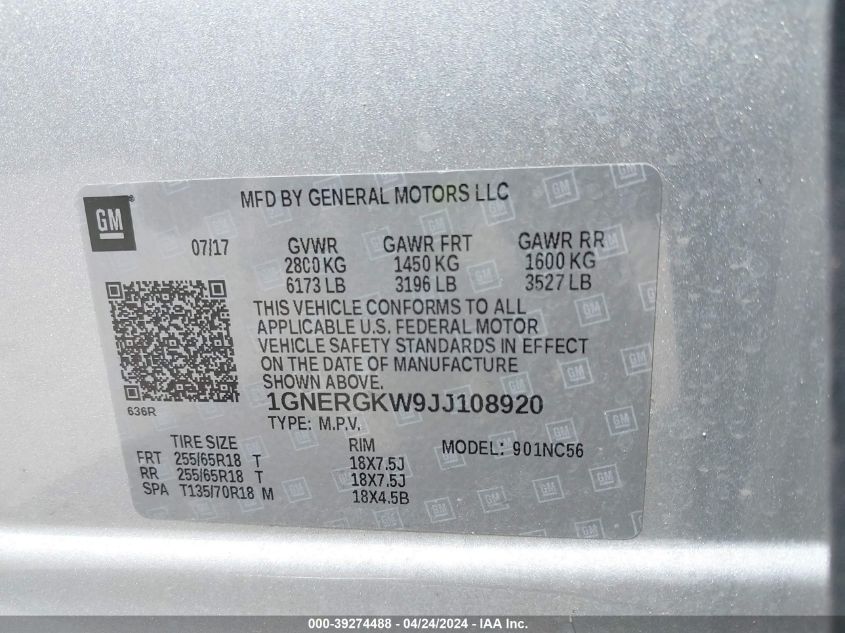 GM
MFD BY GENERAL MOTORS LLC
07/17 GVWR GAWR FRT GAWR RR
2800 KG 1450 KG 1600 KG
6173 LB 3196 LB 3527 LB
THIS VEHICLE CONFORMS TO ALL
APPLICABLE U.S. FEDERAL MOTOR
VEHICLE SAFETY STANDARDS IN EFFECT
ON THE DATE OF MANUFACTURE
SHOWN ABOVE.
636R
1GNERGKW9JJ108920
TYPE: M.P.V.
TIRE SIZE RIM MODEL: 901NC56
FRT 255/65R18 T 18X7.5J
RR 255/65R18 T 18X7.5J
SPA T135/70R18 M 18X4.5B
000-39274488 - 04/24/2024 - IAA Inc.